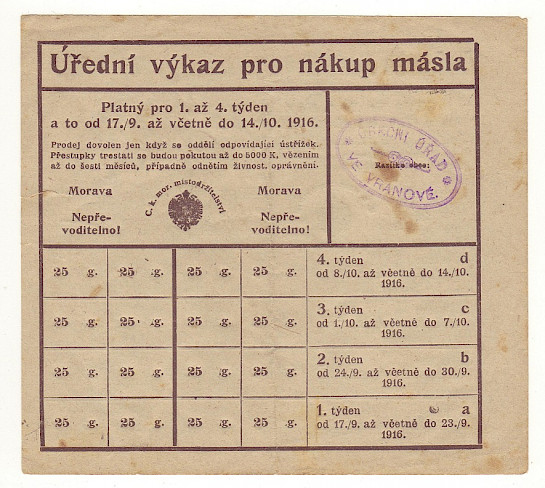 Úřední výkaz pro nákup másla
Platný pro 1. až 4. týden
a to od 17./9. až včetně do 14./10. 1916.
Prodej dovolen jen když se oddělí odpovídající ústřižek.
Přestupky trestati se budou pokutou až do 5000 K, vězením
až do šesti měsíců, případně odnětím živnost. oprávnění.
Morava
Nepře-
voditelno!
C. k. mor. místodržitelství
Morava
Nepře-
voditelno!
OBECNÍ ÚŘAD
Razítko obce:
VE VRANOVÉ.
25 g. 25 g. 25 g. 25 g.
4. týden d
od 8./10. až včetně do 14./10.
1916.
25 g. 25 g. 25 g. 25 g.
3. týden c
od 1./10. až včetně do 7./10.
1916.
25 g. 25 g. 25 g. 25 g.
2. týden b
od 24./9. až včetně do 30./9.
1916.
25 g. 25 g. 25 g. 25 g.
1. týden a
od 17./9. až včetně do 23./9.
1916.